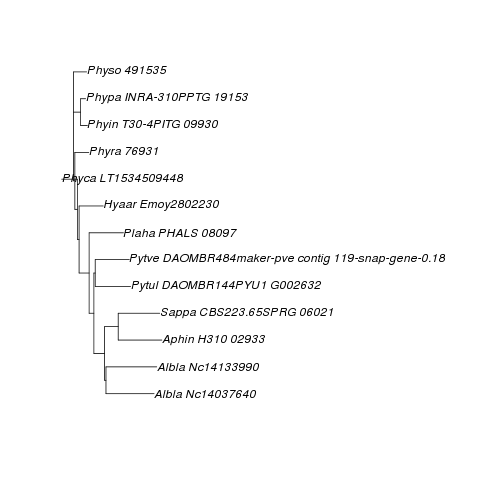 Physo 491535
Phypa INRA-310PPTG 19153
Phyin T30-4PITG 09930
Phyra 76931
Phyca LT1534509448
Hyaar Emoy2802230
Plaha PHALS 08097
Pytve DAOMBR484maker-pve contig 119-snap-gene-0.18
Pytul DAOMBR144PYU1 G002632
Sappa CBS223.65SPRG 06021
Aphin H310 02933
Albla Nc14133990
Albla Nc14037640